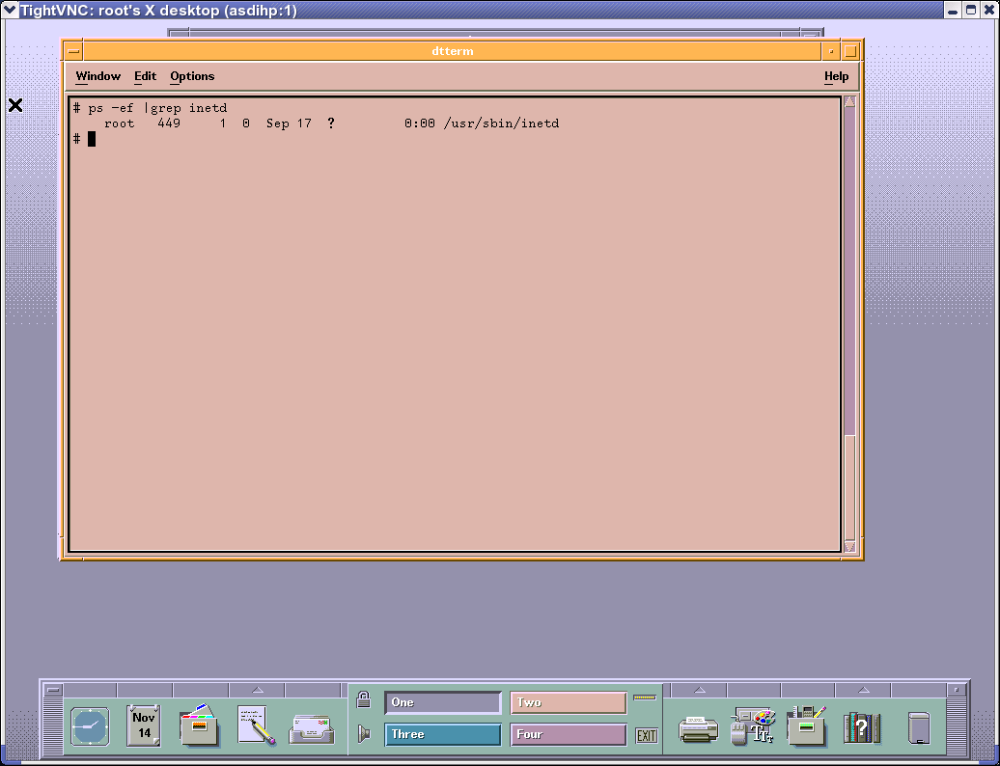 TightVNC: root's X desktop (asdihp:1)
dtterm
Window Edit Options Help
# ps -ef |grep inetd
root 449 1 0 Sep 17 ? 0:00 /usr/sbin/inetd
#
One Two
Nov
14
Three Four EXIT
?